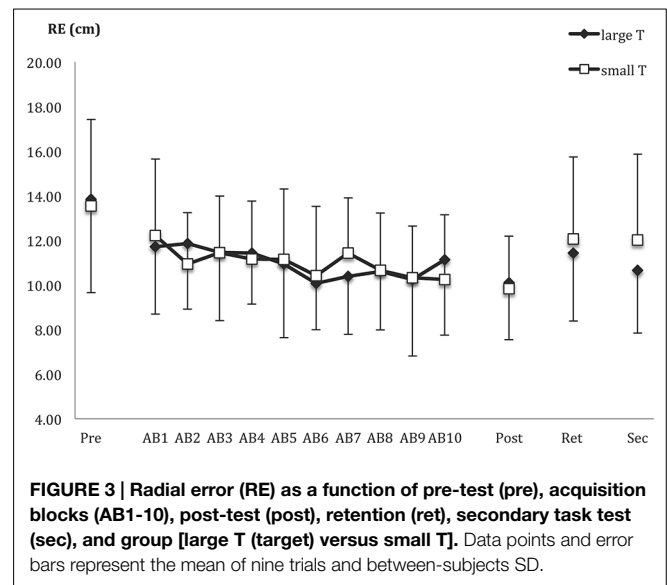 RE (cm)
large T
small T
20.00
18.00
16.00
14.00
12.00
10.00
8.00
6.00
4.00
Pre AB1 AB2 AB3 AB4 AB5 AB6 AB7 AB8 AB9 AB10 Post Ret Sec
FIGURE 3 | Radial error (RE) as a function of pre-test (pre), acquisition
blocks (AB1-10), post-test (post), retention (ret), secondary task test
(sec), and group [large T (target) versus small T]. Data points and error
bars represent the mean of nine trials and between-subjects SD.